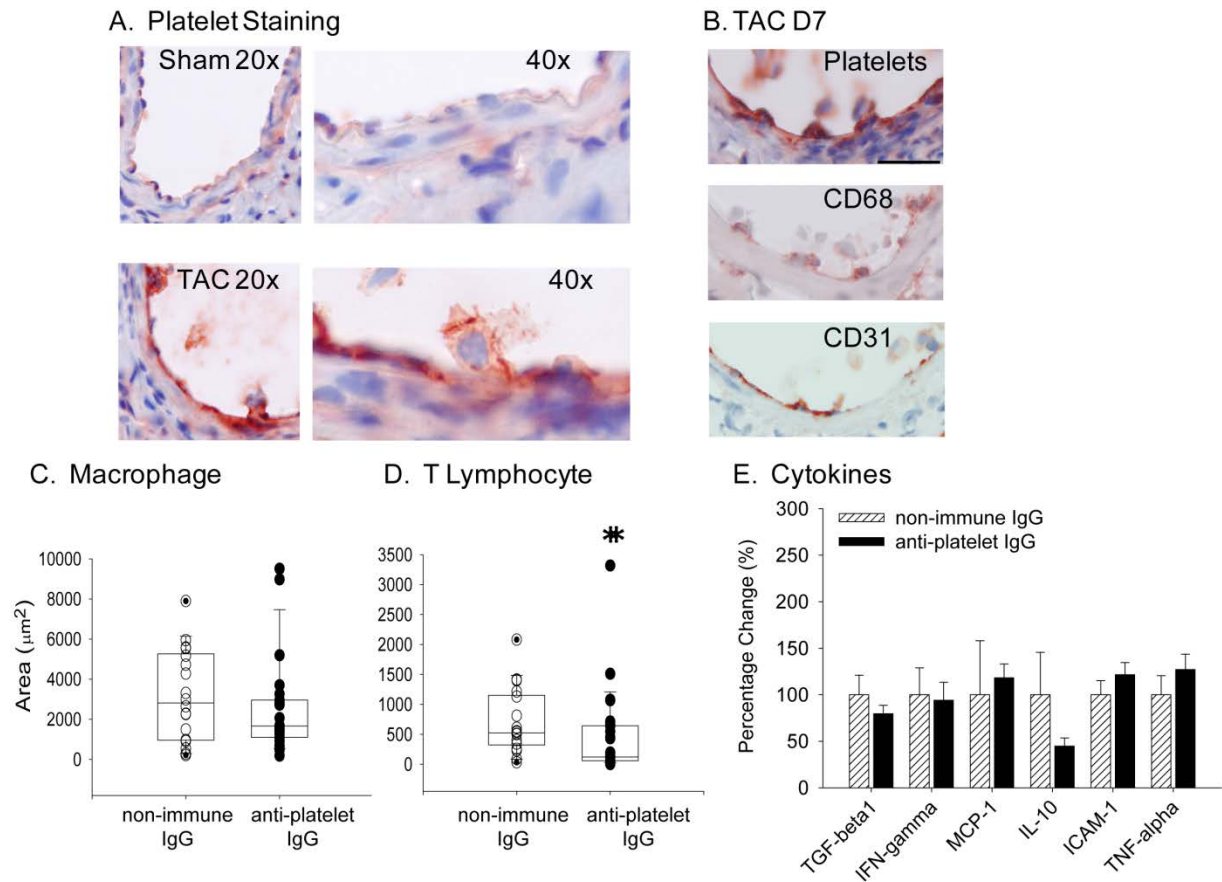 A. Platelet Staining
Sham 20x
40x
TAC 20x
40x
B. TAC D7
Platelets
CD68
CD31
C. Macrophage
Area (μm²)
10000
8000
6000
4000
2000
0
non-immune
IgG
anti-platelet
IgG
D. T Lymphocyte
**
3500
3000
2500
2000
1500
1000
500
0
non-immune
IgG
anti-platelet
IgG
E. Cytokines
non-immune IgG
anti-platelet IgG
Percentage Change (%)
300
250
200
150
100
50
0
TGF-beta1
IFN-gamma
MCP-1
IL-10
ICAM-1
TNF-alpha